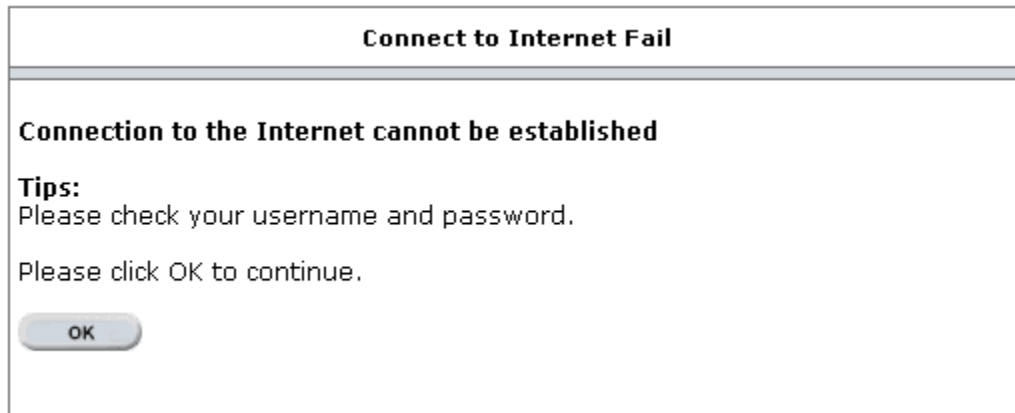 Connect to Internet Fail
Connection to the Internet cannot be established
Tips:
Please check your username and password.
Please click OK to continue.
OK